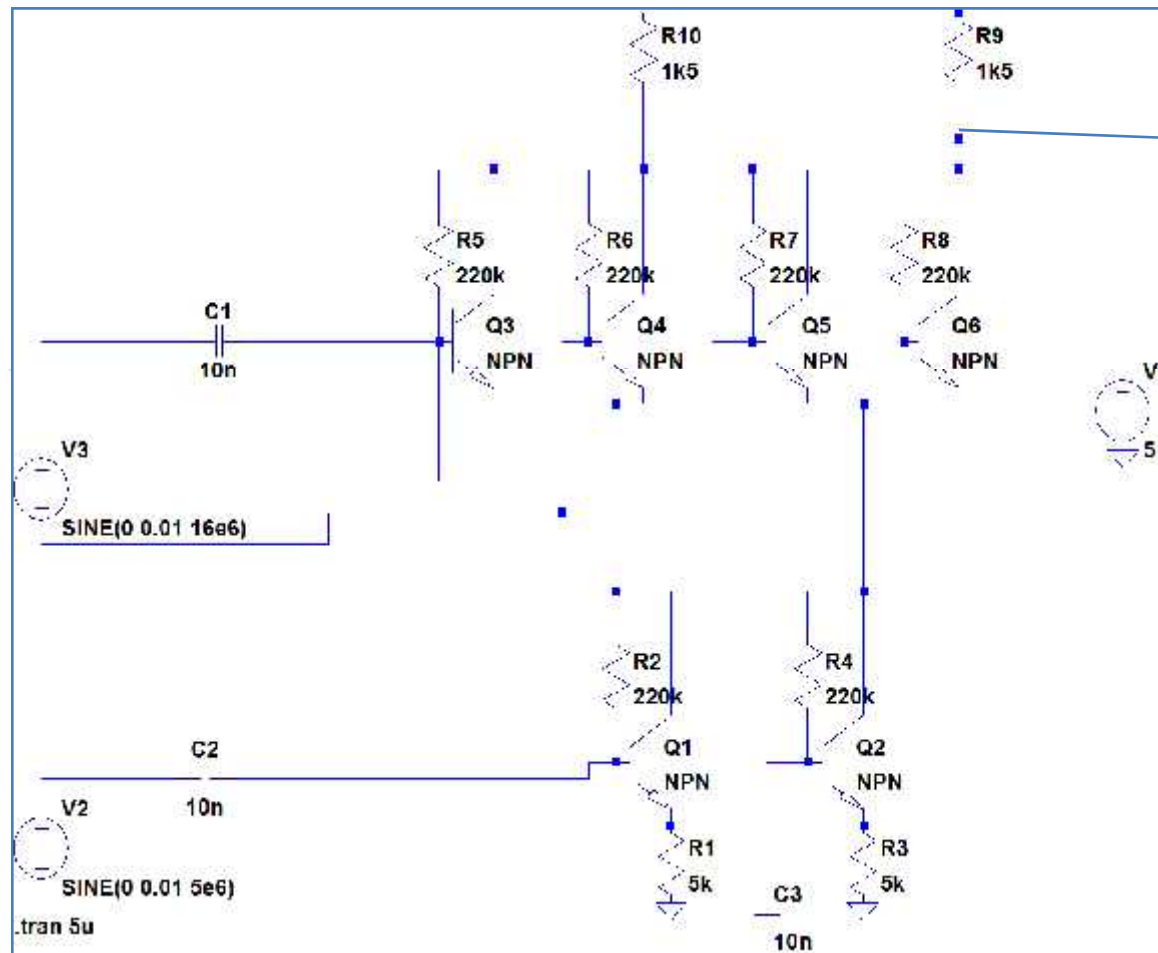 R10
1k5
R9
1k5
R5
220k
R6
220k
R7
220k
R8
220k
C1
10n
Q3
NPN
Q4
NPN
Q5
NPN
Q6
NPN
V
5
V3
SINE(0 0.01 16e6)
R2
220k
R4
220k
C2
10n
Q1
NPN
Q2
NPN
V2
SINE(0 0.01 5e6)
R1
5k
R3
5k
C3
10n
.tran 5u